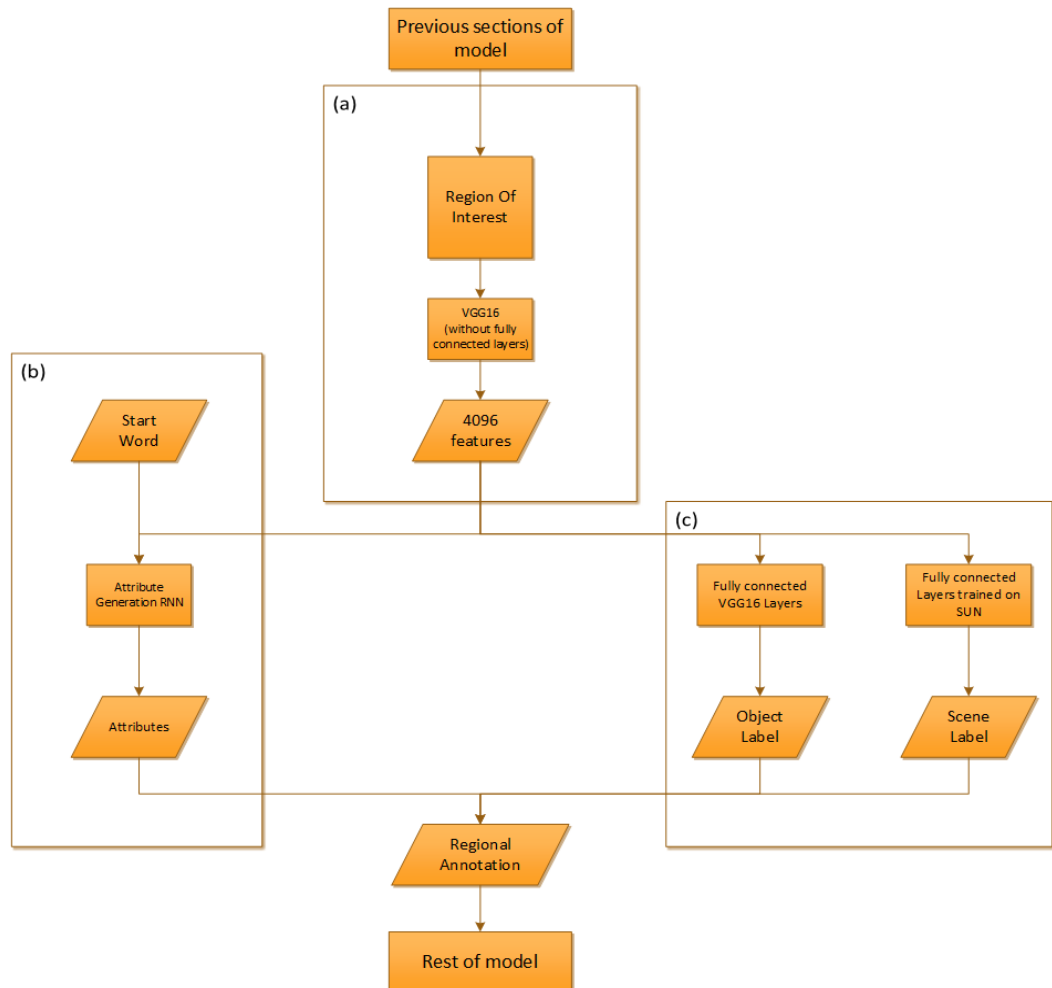 Previous sections of
model
(a)
Region Of
Interest
VGG16
(without fully
connected layers)
4096
features
(b)
Start
Word
Attribute
Generation RNN
Attributes
(c)
Fully connected
VGG16 Layers
Fully connected
Layers trained on
SUN
Object
Label
Scene
Label
Regional
Annotation
Rest of model